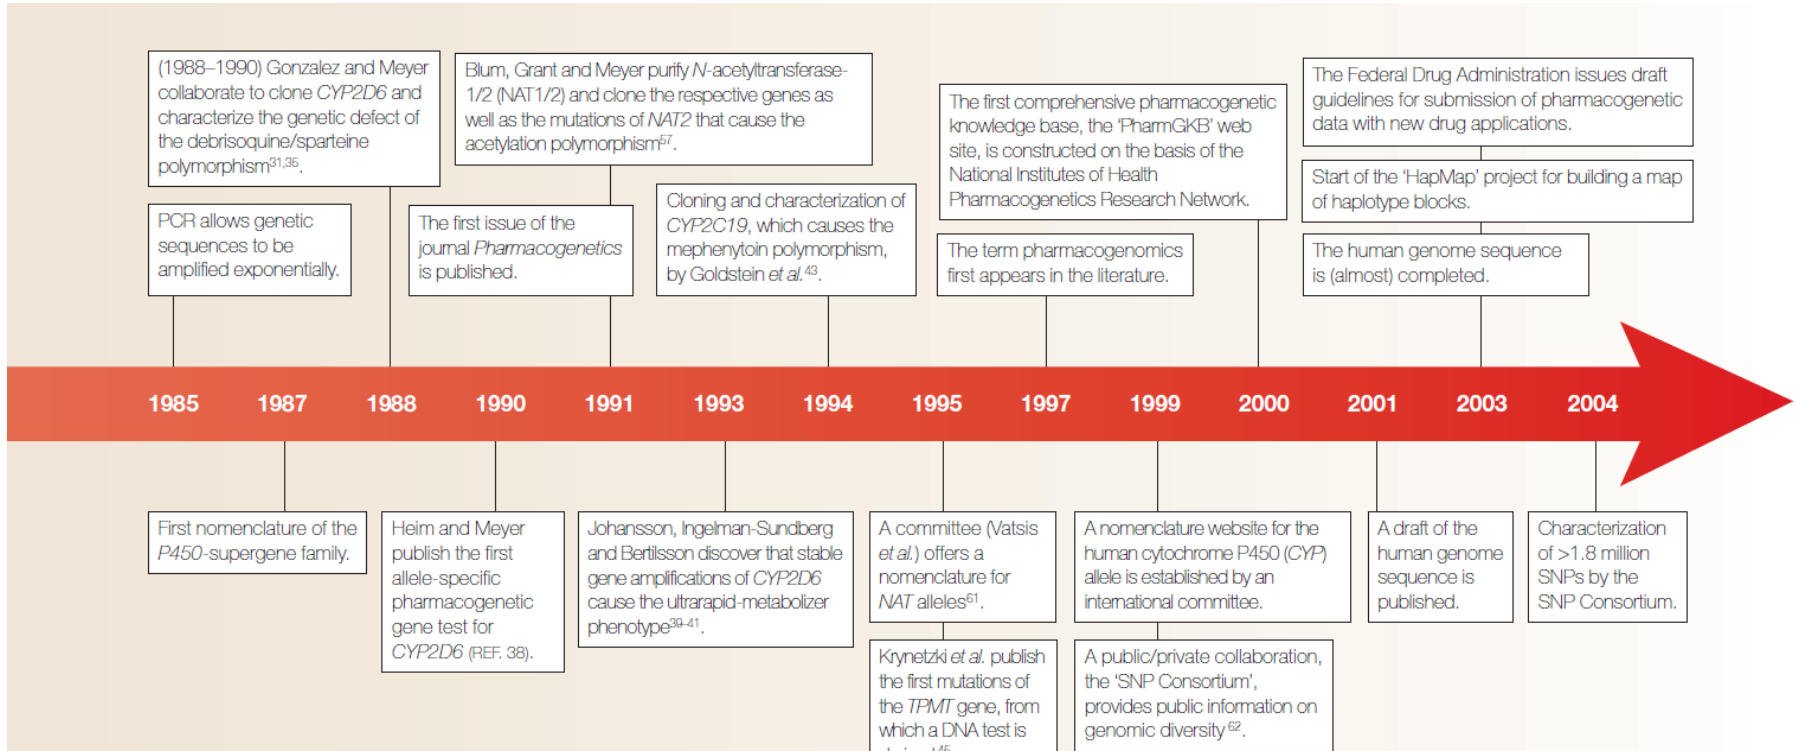 (1988–1990) Gonzalez and Meyer
collaborate to clone CYP2D6 and
characterize the genetic defect of
the debrisoquine/sparteine
polymorphism31,35.
Blum, Grant and Meyer purify N-acetyltransferase-
1/2 (NAT1/2) and clone the respective genes as
well as the mutations of NAT2 that cause the
acetylation polymorphism57.
The first comprehensive pharmacogenetic
knowledge base, the ‘PharmGKB’ web
site, is constructed on the basis of the
National Institutes of Health
Pharmacogenetics Research Network.
The Federal Drug Administration issues draft
guidelines for submission of pharmacogenetic
data with new drug applications.
Start of the ‘HapMap’ project for building a map
of haplotype blocks.
PCR allows genetic
sequences to be
amplified exponentially.
The first issue of the
journal Pharmacogenetics
is published.
Cloning and characterization of
CYP2C19, which causes the
mephenytoin polymorphism,
by Goldstein et al.43.
The term pharmacogenomics
first appears in the literature.
The human genome sequence
is (almost) completed.
1985 1987 1988 1990 1991 1993 1994 1995 1997 1999 2000 2001 2003 2004
First nomenclature of the
P450-supergene family.
Heim and Meyer
publish the first
allele-specific
pharmacogenetic
gene test for
CYP2D6 (REF. 38).
Johansson, Ingelman-Sundberg
and Bertilsson discover that stable
gene amplifications of CYP2D6
cause the ultrarapid-metabolizer
phenotype39–41.
A committee (Vatsis
et al.) offers a
nomenclature for
NAT alleles61.
Krynetzki et al. publish
the first mutations of
the TPMT gene, from
which a DNA test is
A nomenclature website for the
human cytochrome P450 (CYP)
allele is established by an
international committee.
A public/private collaboration,
the ‘SNP Consortium’,
provides public information on
genomic diversity62.
A draft of the
human genome
sequence is
published.
Characterization
of >1.8 million
SNPs by the
SNP Consortium.